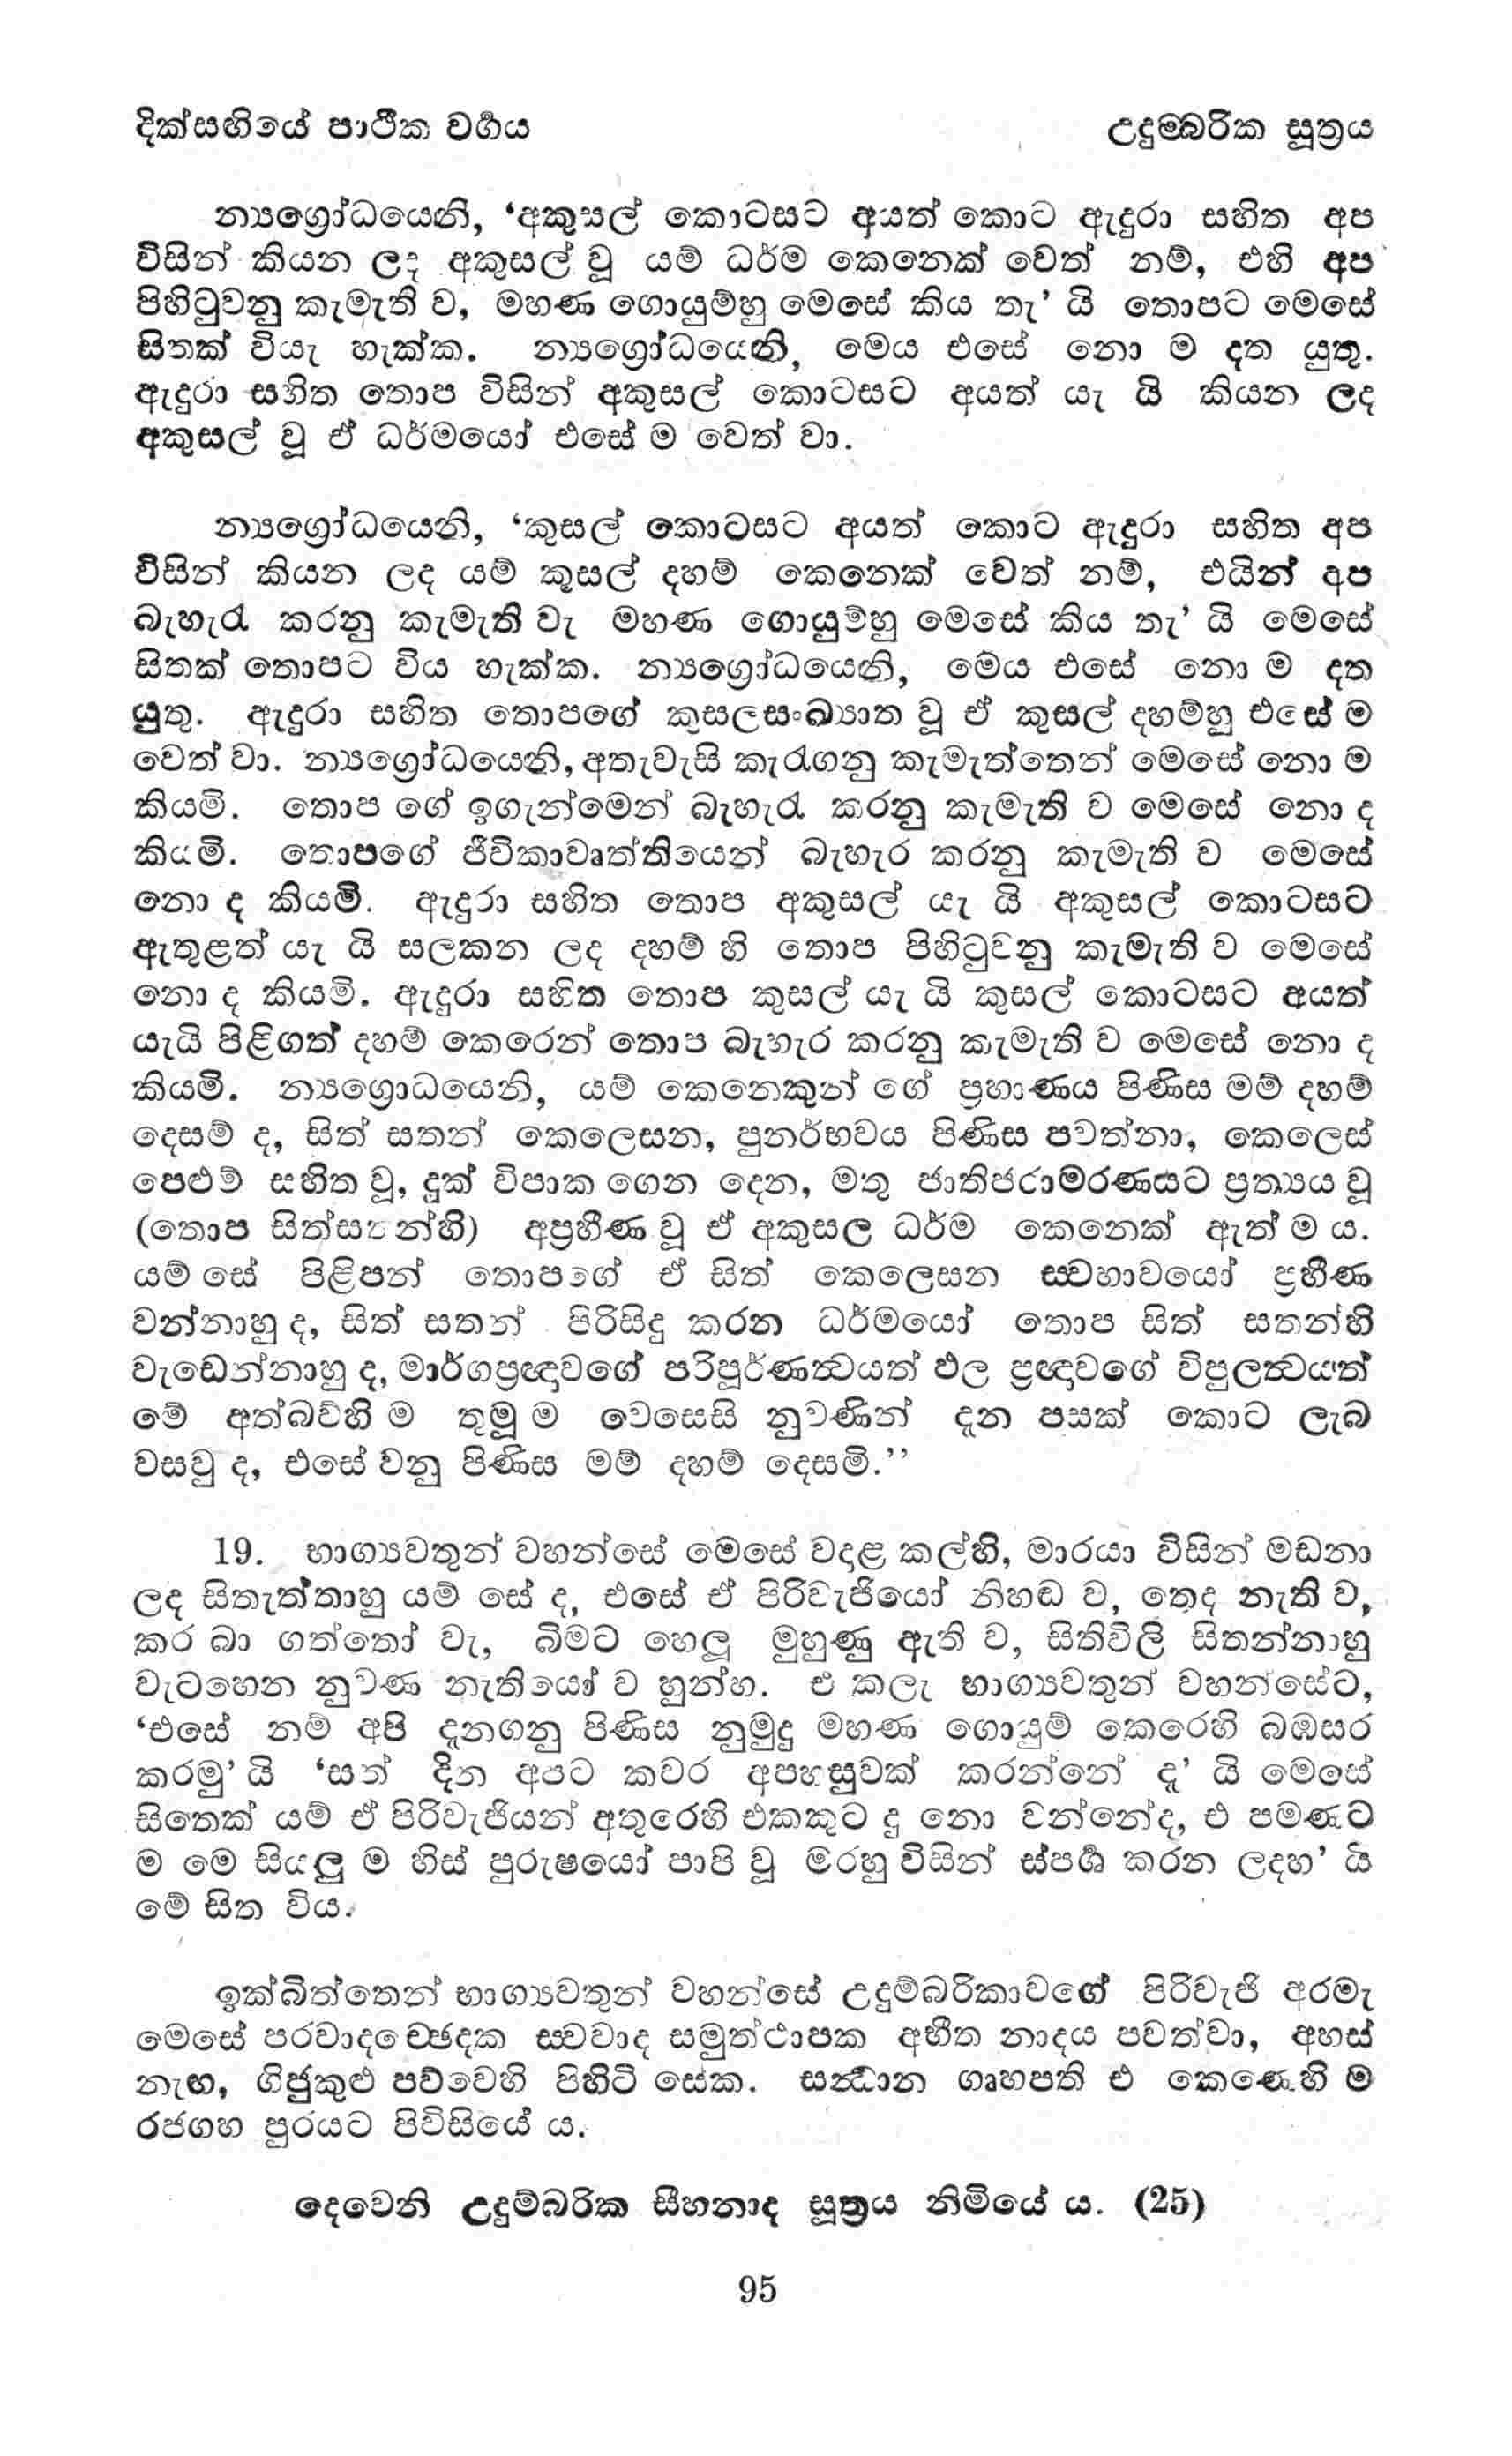 දික්සඟියේ පාථික වර්‍ගය
උදුම්බරික සූත්‍රය
න්‍යග්‍රෝධයෙනි, ‘අකුසල් කොටසට අයත් කොට ඇදුරා සහිත අප
විසින් කියන ලද අකුසල් වූ යම් ධර්ම කෙනෙක් වෙත් නම්, එහි අප
පිහිටුවනු කැමැති ව, මහණ ගොයුම්හු මෙසේ කිය තැ’ යි තොපට මෙසේ
සිතක් වියැ හැක්ක. න්‍යග්‍රෝධයෙනි, මෙය එසේ නො ම දත යුතු.
ඇදුරා සහිත තොප විසින් අකුසල් කොටසට අයත් යැ යි කියන ලද
අකුසල් වූ ඒ ධර්මයෝ එසේ ම වෙත් වා.
න්‍යග්‍රෝධයෙනි, ‘කුසල් කොටසට අයත් කොට ඇදුරා සහිත අප
විසින් කියන ලද යම් කුසල් දහම් කෙනෙක් වෙත් නම්, එයින් අප
බැහැරැ කරනු කැමැති වැ මහණ ගොයුම්හු මෙසේ කිය තැ’ යි මෙසේ
සිතක් තොපට විය හැක්ක. න්‍යග්‍රෝධයෙනි, මෙය එසේ නො ම දත
යුතු. ඇදුරා සහිත තොපගේ කුසලසංඛ්‍යාත වූ ඒ කුසල් දහම්හු එසේ ම
වෙත් වා. න්‍යග්‍රෝධයෙනි, අතැවැසි කැරැගනු කැමැත්තෙන් මෙසේ නො ම
කියමි. තොප ගේ ඉගැන්මෙන් බැහැරැ කරනු කැමැති ව මෙසේ නො ද
කියමි. තොපගේ ජීවිකාවෘත්තියෙන් බැහැර කරනු කැමැති ව මෙසේ
නො ද කියමි. ඇදුරා සහිත තොප අකුසල් යැ යි අකුසල් කොටසට
ඇතුළත් යැ යි සලකන ලද දහම් හි තොප පිහිටුවනු කැමැති ව මෙසේ
නො ද කියමි. ඇදුරා සහිත තොප කුසල් යැ යි කුසල් කොටසට අයත්
යැයි පිළිගත් දහම් කෙරෙන් තොප බැහැර කරනු කැමැති ව මෙසේ නො ද
කියමි. න්‍යග්‍රොධයෙනි, යම් කෙනෙකුන් ගේ ප්‍රහාණය පිණිස මම් දහම්
දෙසම් ද, සිත් සතන් කෙලෙසන, පුනර්භවය පිණිස පවත්නා, කෙලෙස්
පෙළුම් සහිත වූ, දුක් විපාක ගෙන දෙන, මතු ජාතිජරාමරණයට ප්‍රත්‍යය වූ
(තොප සිත්සතන්හි) අප්‍රහීණ වූ ඒ අකුසල ධර්ම කෙනෙක් ඇත් ම ය.
යම් සේ පිළිපන් තොපගේ ඒ සිත් කෙලෙසන ස්වභාවයෝ ප්‍රහීණ
වන්නාහු ද, සිත් සතන් පිරිසිදු කරන ධර්මයෝ තොප සිත් සතන්හි
වැඩෙන්නාහු ද, මාර්ගප්‍රඥාවගේ පරිපූර්ණත්‍වයත් ඵල ප්‍රඥාවගේ විපුලත්‍වයත්
මේ අත්බව්හි ම තුමූ ම වෙසෙසි නුවණින් දැන පසක් කොට ලැබ
වසවු ද, එසේ වනු පිණිස මම් දහම් දෙසමි.’’
19. භාග්‍යවතුන් වහන්සේ මෙසේ වදාළ කල්හි, මාරයා විසින් මඩනා
ලද සිතැත්තාහු යම් සේ ද, එසේ ඒ පිරිවැජියෝ නිහඬ ව, තෙද නැති ව,
කර බා ගත්තෝ වැ, බිමට හෙලූ මුහුණු ඇති ව, සිතිවිලි සිතන්නාහු
වැටහෙන නුවණ නැතියෝ ව හුන්හ. එ කලැ භාග්‍යවතුන් වහන්සේට,
‘එසේ නම් අපි දැනගනු පිණිස නුමුදු මහණ ගොයුම් කෙරෙහි බඹසර
කරමු’ යි ‘සත් දින අපට කවර අපහසුවක් කරන්නේ දැ’ යි මෙසේ
සිතෙක් යම් ඒ පිරිවැජියන් අතුරෙහි එකකුට දු නො වන්නේද, එ පමණට
ම මේ සියලු ම හිස් පුරුෂයෝ පාපි වූ මරහු විසින් ස්පර්‍ශ කරන ලදහ’ යි
මේ සිත විය.
ඉක්බිත්තෙන් භාග්‍යවතුන් වහන්සේ උදුම්බරිකාවගේ පිරිවැජි අරමැ
මෙසේ පරවාදච්ඡේදක ස්වවාද සමුත්ථාපක අභීත නාදය පවත්වා, අහස්
නැඟ, ගිජුකුළු පව්වෙහි පිහිටි සේක. සන්ධාන ගෘහපති එ කෙණෙහි ම
රජගහ පුරයට පිවිසියේ ය.
දෙවෙනි උදුම්බරික සීහනාද සූත්‍රය නිමියේ ය. (25)
95